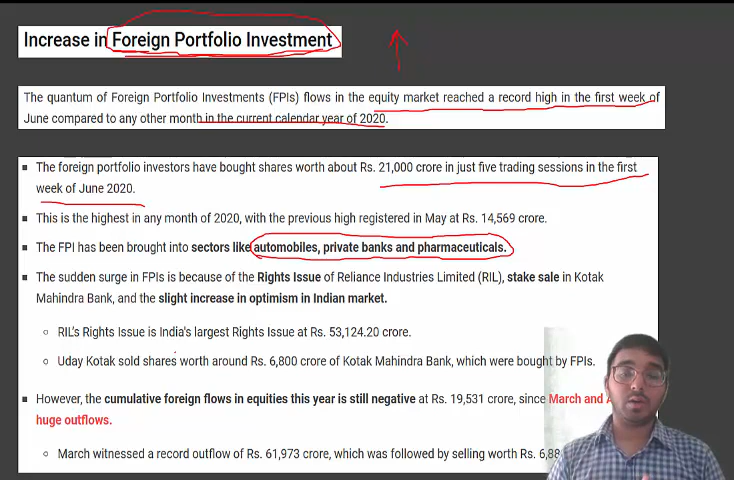 Increase in Foreign Portfolio Investment
The quantum of Foreign Portfolio Investments (FPIs) flows in the equity market reached a record high in the first week of
June compared to any other month in the current calendar year of 2020.
The foreign portfolio investors have bought shares worth about Rs. 21,000 crore in just five trading sessions in the first
week of June 2020.
This is the highest in any month of 2020, with the previous high registered in May at Rs. 14,569 crore.
The FPI has been brought into sectors like automobiles, private banks and pharmaceuticals.
The sudden surge in FPIs is because of the Rights Issue of Reliance Industries Limited (RIL), stake sale in Kotak
Mahindra Bank, and the slight increase in optimism in Indian market.
RIL's Rights Issue is India's largest Rights Issue at Rs. 53,124.20 crore.
Uday Kotak sold shares worth around Rs. 6,800 crore of Kotak Mahindra Bank, which were bought by FPIs.
However, the cumulative foreign flows in equities this year is still negative at Rs. 19,531 crore, since March and
huge outflows.
March witnessed a record outflow of Rs. 61,973 crore, which was followed by selling worth Rs.